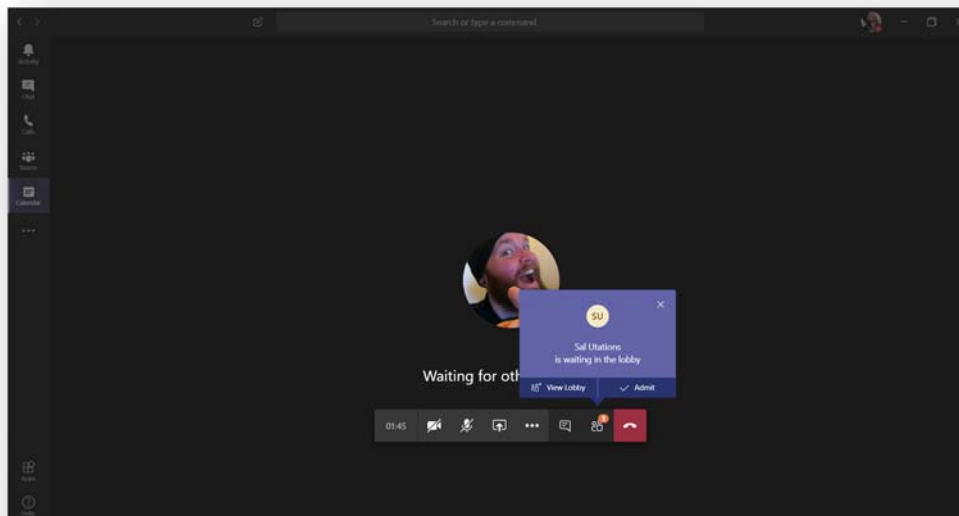 Search or type a command
Activity
Chat
Calls
Teams
Calendar
SU
Sal Utations
is waiting in the lobby
Waiting for oth
View Lobby
Admit
01:45
1
Apps
Help